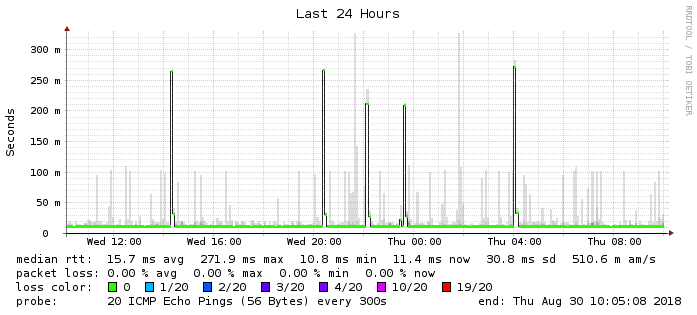 Last 24 Hours
RRDTOOL / TOBI OETIKER
Seconds
300 m
250 m
200 m
150 m
100 m
50 m
0
Wed 12:00 Wed 16:00 Wed 20:00 Thu 00:00 Thu 04:00 Thu 08:00
median rtt: 15.7 ms avg 271.9 ms max 10.8 ms min 11.4 ms now 30.8 ms sd 510.6 m am/s
packet loss: 0.00 % avg 0.00 % max 0.00 % min 0.00 % now
loss color: 0 1/20 2/20 3/20 4/20 10/20 19/20
probe: 20 ICMP Echo Pings (56 Bytes) every 300s end: Thu Aug 30 10:05:08 2018